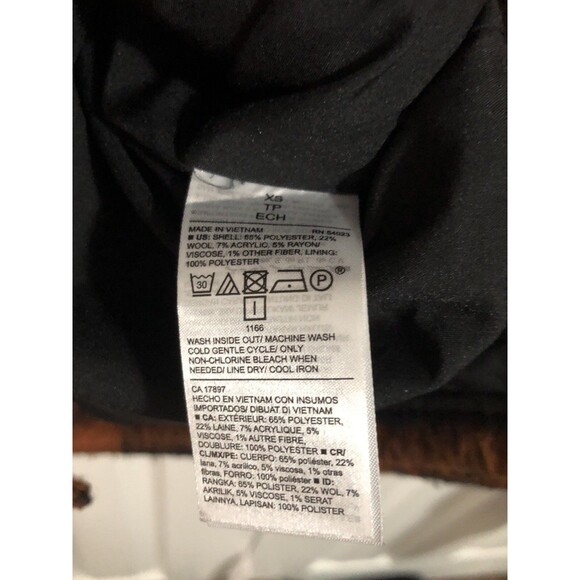 XS
TP
ECH
MADE IN VIETNAM RN 54023
■ US: SHELL: 65% POLYESTER, 22%
WOOL, 7% ACRYLIC, 5% RAYON/
VISCOSE, 1% OTHER FIBER, LINING:
100% POLYESTER
30 P ®
I
1166
WASH INSIDE OUT/ MACHINE WASH
COLD GENTLE CYCLE/ ONLY
NON-CHLORINE BLEACH WHEN
NEEDED/ LINE DRY/ COOL IRON
CA 17897
HECHO EN VIETNAM CON INSUMOS
IMPORTADOS/ DIBUAT DI VIETNAM
■ CA: EXTÉRIEUR: 65% POLYESTER,
22% LAINE, 7% ACRYLIQUE, 5%
VISCOSE, 1% AUTRE FIBRE,
DOUBLURE: 100% POLYESTER ■ CR/
CL/MX/PE: CUERPO: 65% poliéster, 22%
lana, 7% acrílico, 5% viscosa, 1% otras
fibras, FORRO: 100% poliéster ■ ID:
RANGKA: 65% POLISTER, 22% WOL, 7%
AKRILIK, 5% VISCOSE, 1% SERAT
LAINNYA, LAPISAN: 100% POLISTER